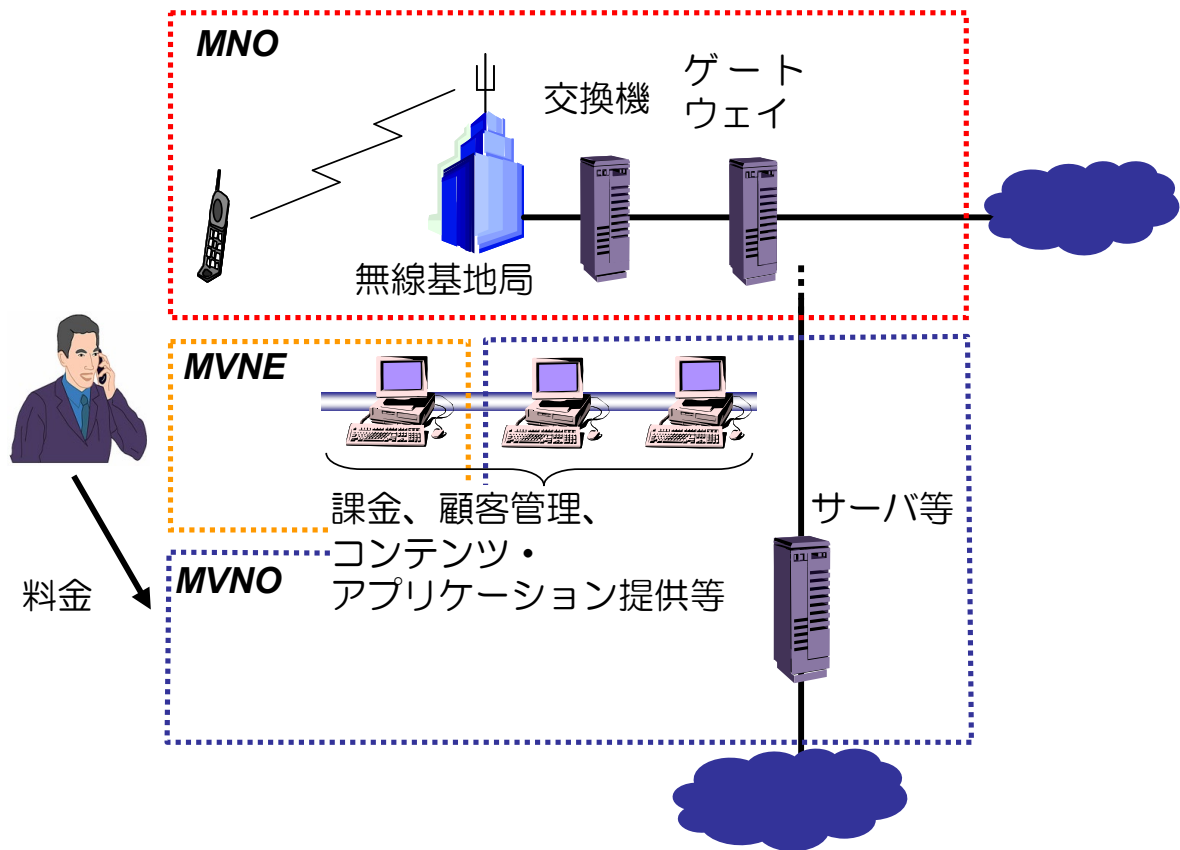 MNO
交換機
ゲート
ウェイ
無線基地局
MVNE
課金、顧客管理、
コンテンツ・
アプリケーション提供等
サーバ等
MVNO
料金